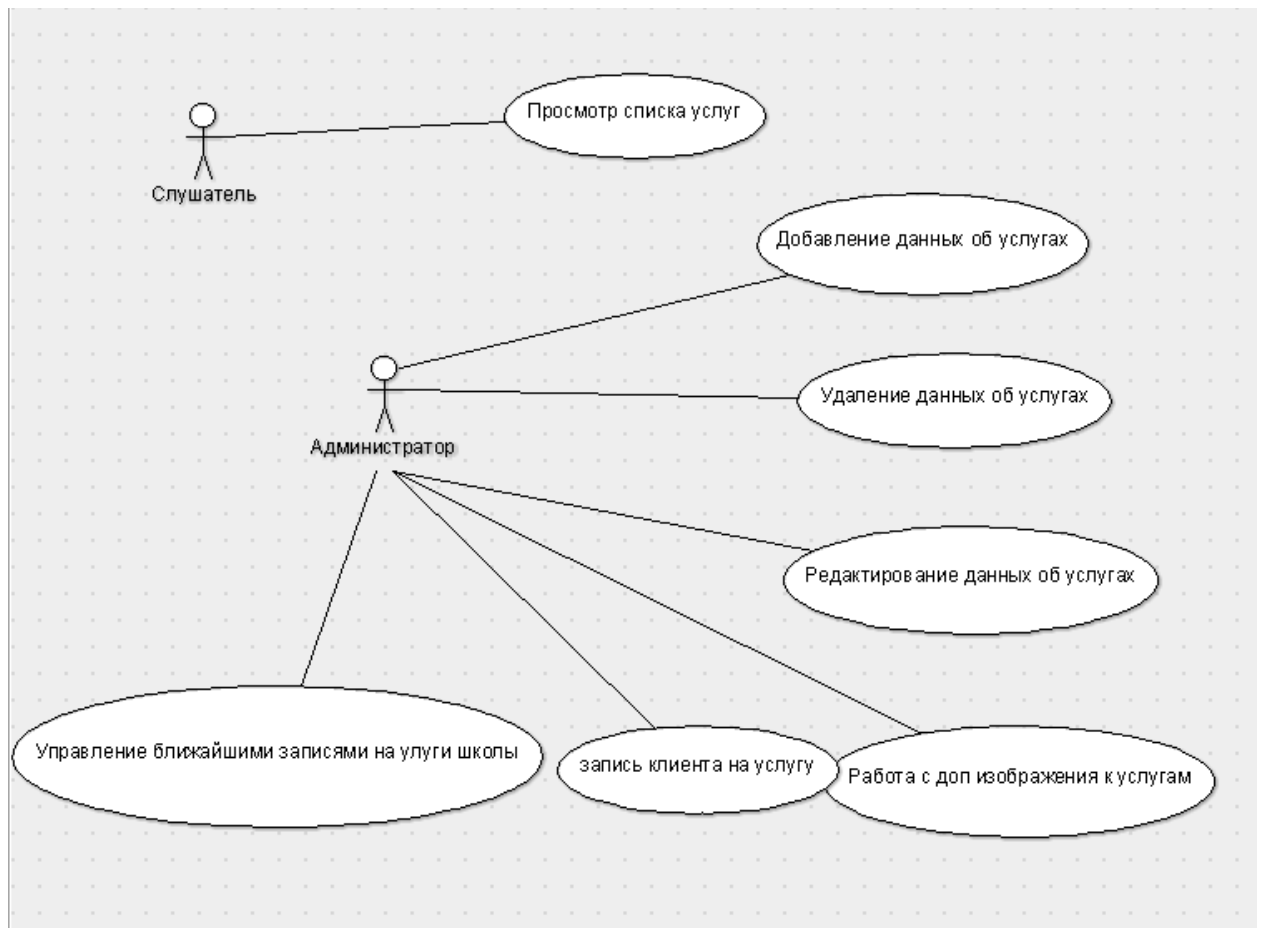 Просмотр списка услуг
Слушатель
Добавление данных об услугах
Удаление данных об услугах
Администратор
Редактирование данных об услугах
Управление ближайшими записями на улуги школы
запись клиента на услугу
Работа с доп изображения к услугам